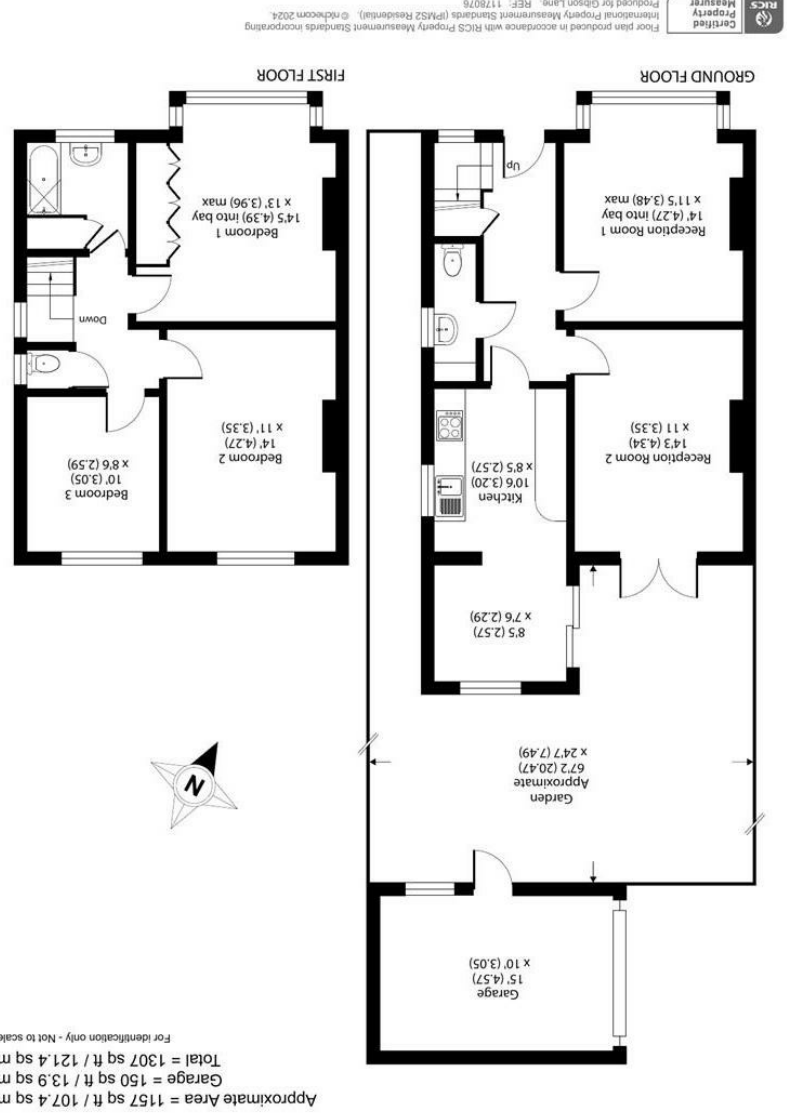 Approximate Area = 1157 sq ft / 107.4 sq m
Garage = 150 sq ft / 13.9 sq m
Total = 1307 sq ft / 121.4 sq m
For identification only - Not to scale
Garage
15' (4.57)
x 10' (3.05)
Garden
Approximate
67'2 (20.47)
x 24'7 (7.49)
N
8'5 (2.57)
x 7'6 (2.29)
Reception Room 2
14'3 (4.34)
x 11 (3.35)
Kitchen
10'6 (3.20)
x 8'5 (2.57)
Reception Room 1
14' (4.27) into bay
x 11'5 (3.48) max
Up
GROUND FLOOR
Bedroom 2
14' (4.27)
x 11' (3.35)
Bedroom 3
10' (3.05)
x 8'6 (2.59)
Down
Bedroom 1
14'5 (4.39) into bay
x 13' (3.96) max
FIRST FLOOR
RICS
Certified
Property
Measurer
Floor plan produced in accordance with RICS Property Measurement Standards incorporating
International Property Measurement Standards (IPMS2 Residential). © nichecom 2024.
Produced for Gibson Lane. REF: 1178076